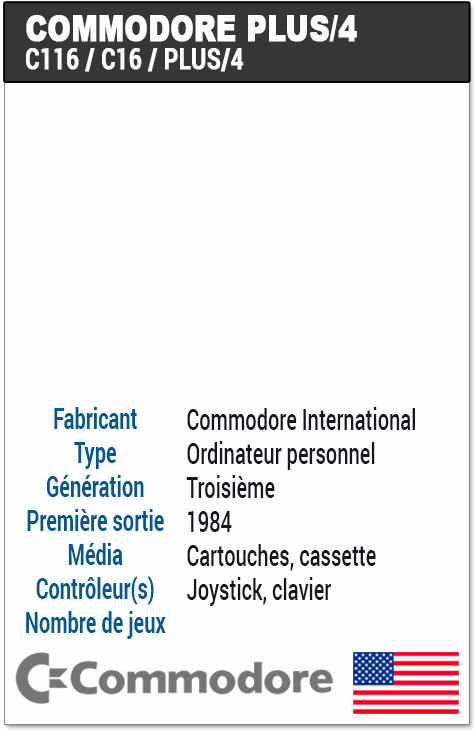 COMMODORE PLUS/4
C116 / C16 / PLUS/4
Fabricant Commodore International
Type Ordinateur personnel
Génération Troisième
Première sortie 1984
Média Cartouches, cassette
Contrôleur(s) Joystick, clavier
Nombre de jeux
Commodore